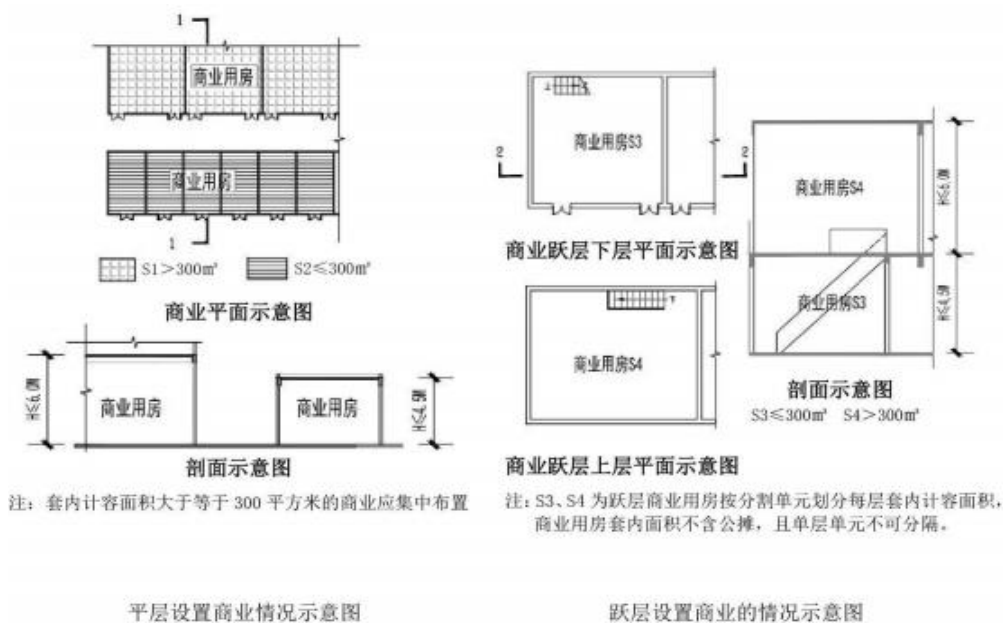 1
商业用房
商业用房
1
S1＞300㎡
S2≤300㎡
商业平面示意图
H≤6.0M
商业用房
商业用房
H≤4.5M
剖面示意图
注：套内计容面积大于等于 300 平方米的商业应集中布置
平层设置商业情况示意图
上
商业用房S3
2
2
商业跃层下层平面示意图
商业用房S4
下
商业跃层上层平面示意图
商业用房S4
H≤6.0M
商业用房S3
H≤4.5M
剖面示意图
S3≤300㎡ S4＞300㎡
注：S3、S4 为跃层商业用房按分割单元划分每层套内计容面积，
商业用房套内面积不含公摊，且单层单元不可分隔。
跃层设置商业的情况示意图